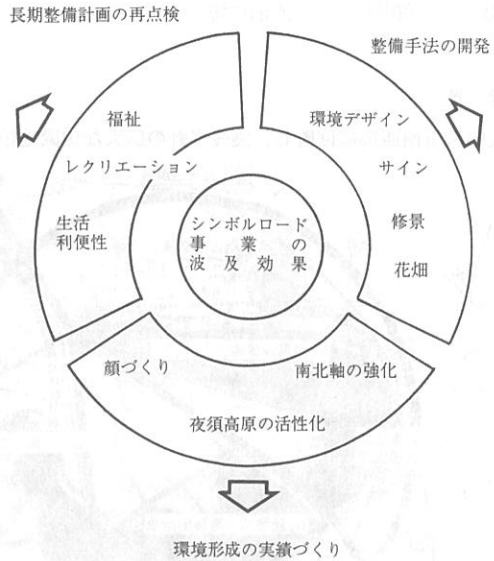 長期整備計画の再点検
整備手法の開発
福祉
レクリエーション
生活
利便性
環境デザイン
サイン
修景
花畑
シンボルロード
事業の
波及効果
顔づくり
南北軸の強化
夜須高原の活性化
環境形成の実績づくり